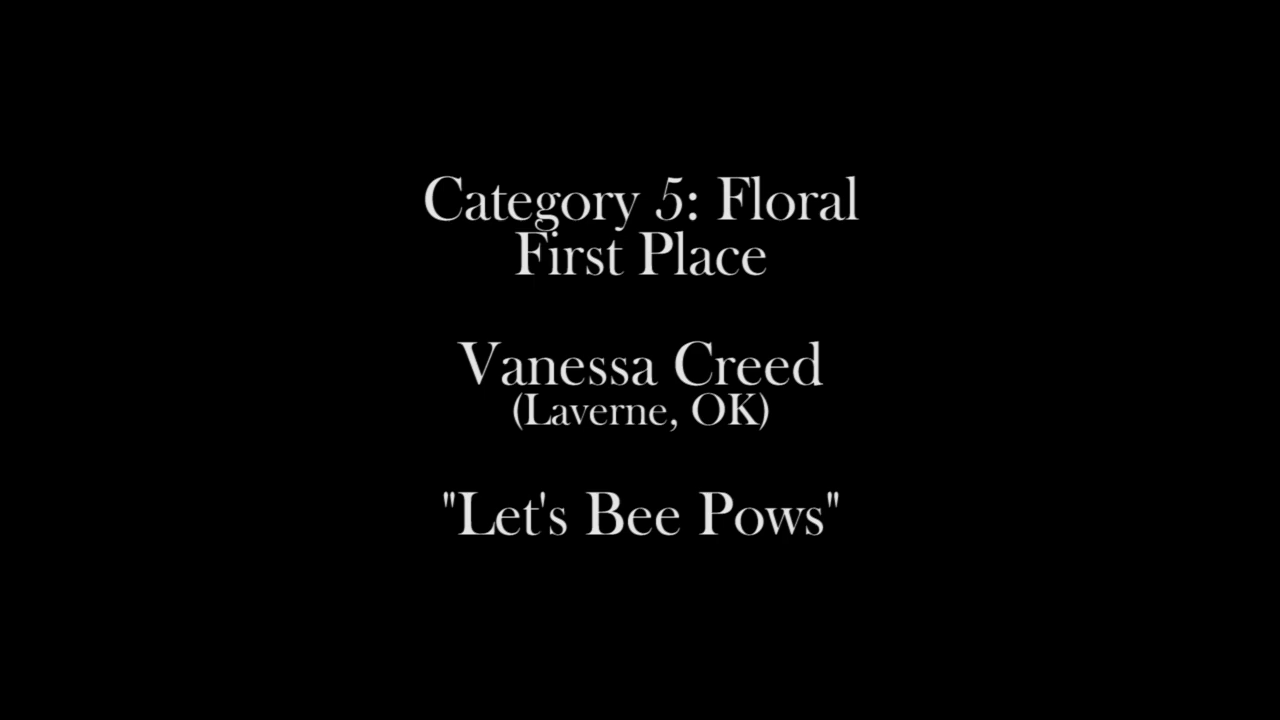 Category 5: Floral
First Place
Vanessa Creed
(Laverne, OK)
"Let's Bee Pows"